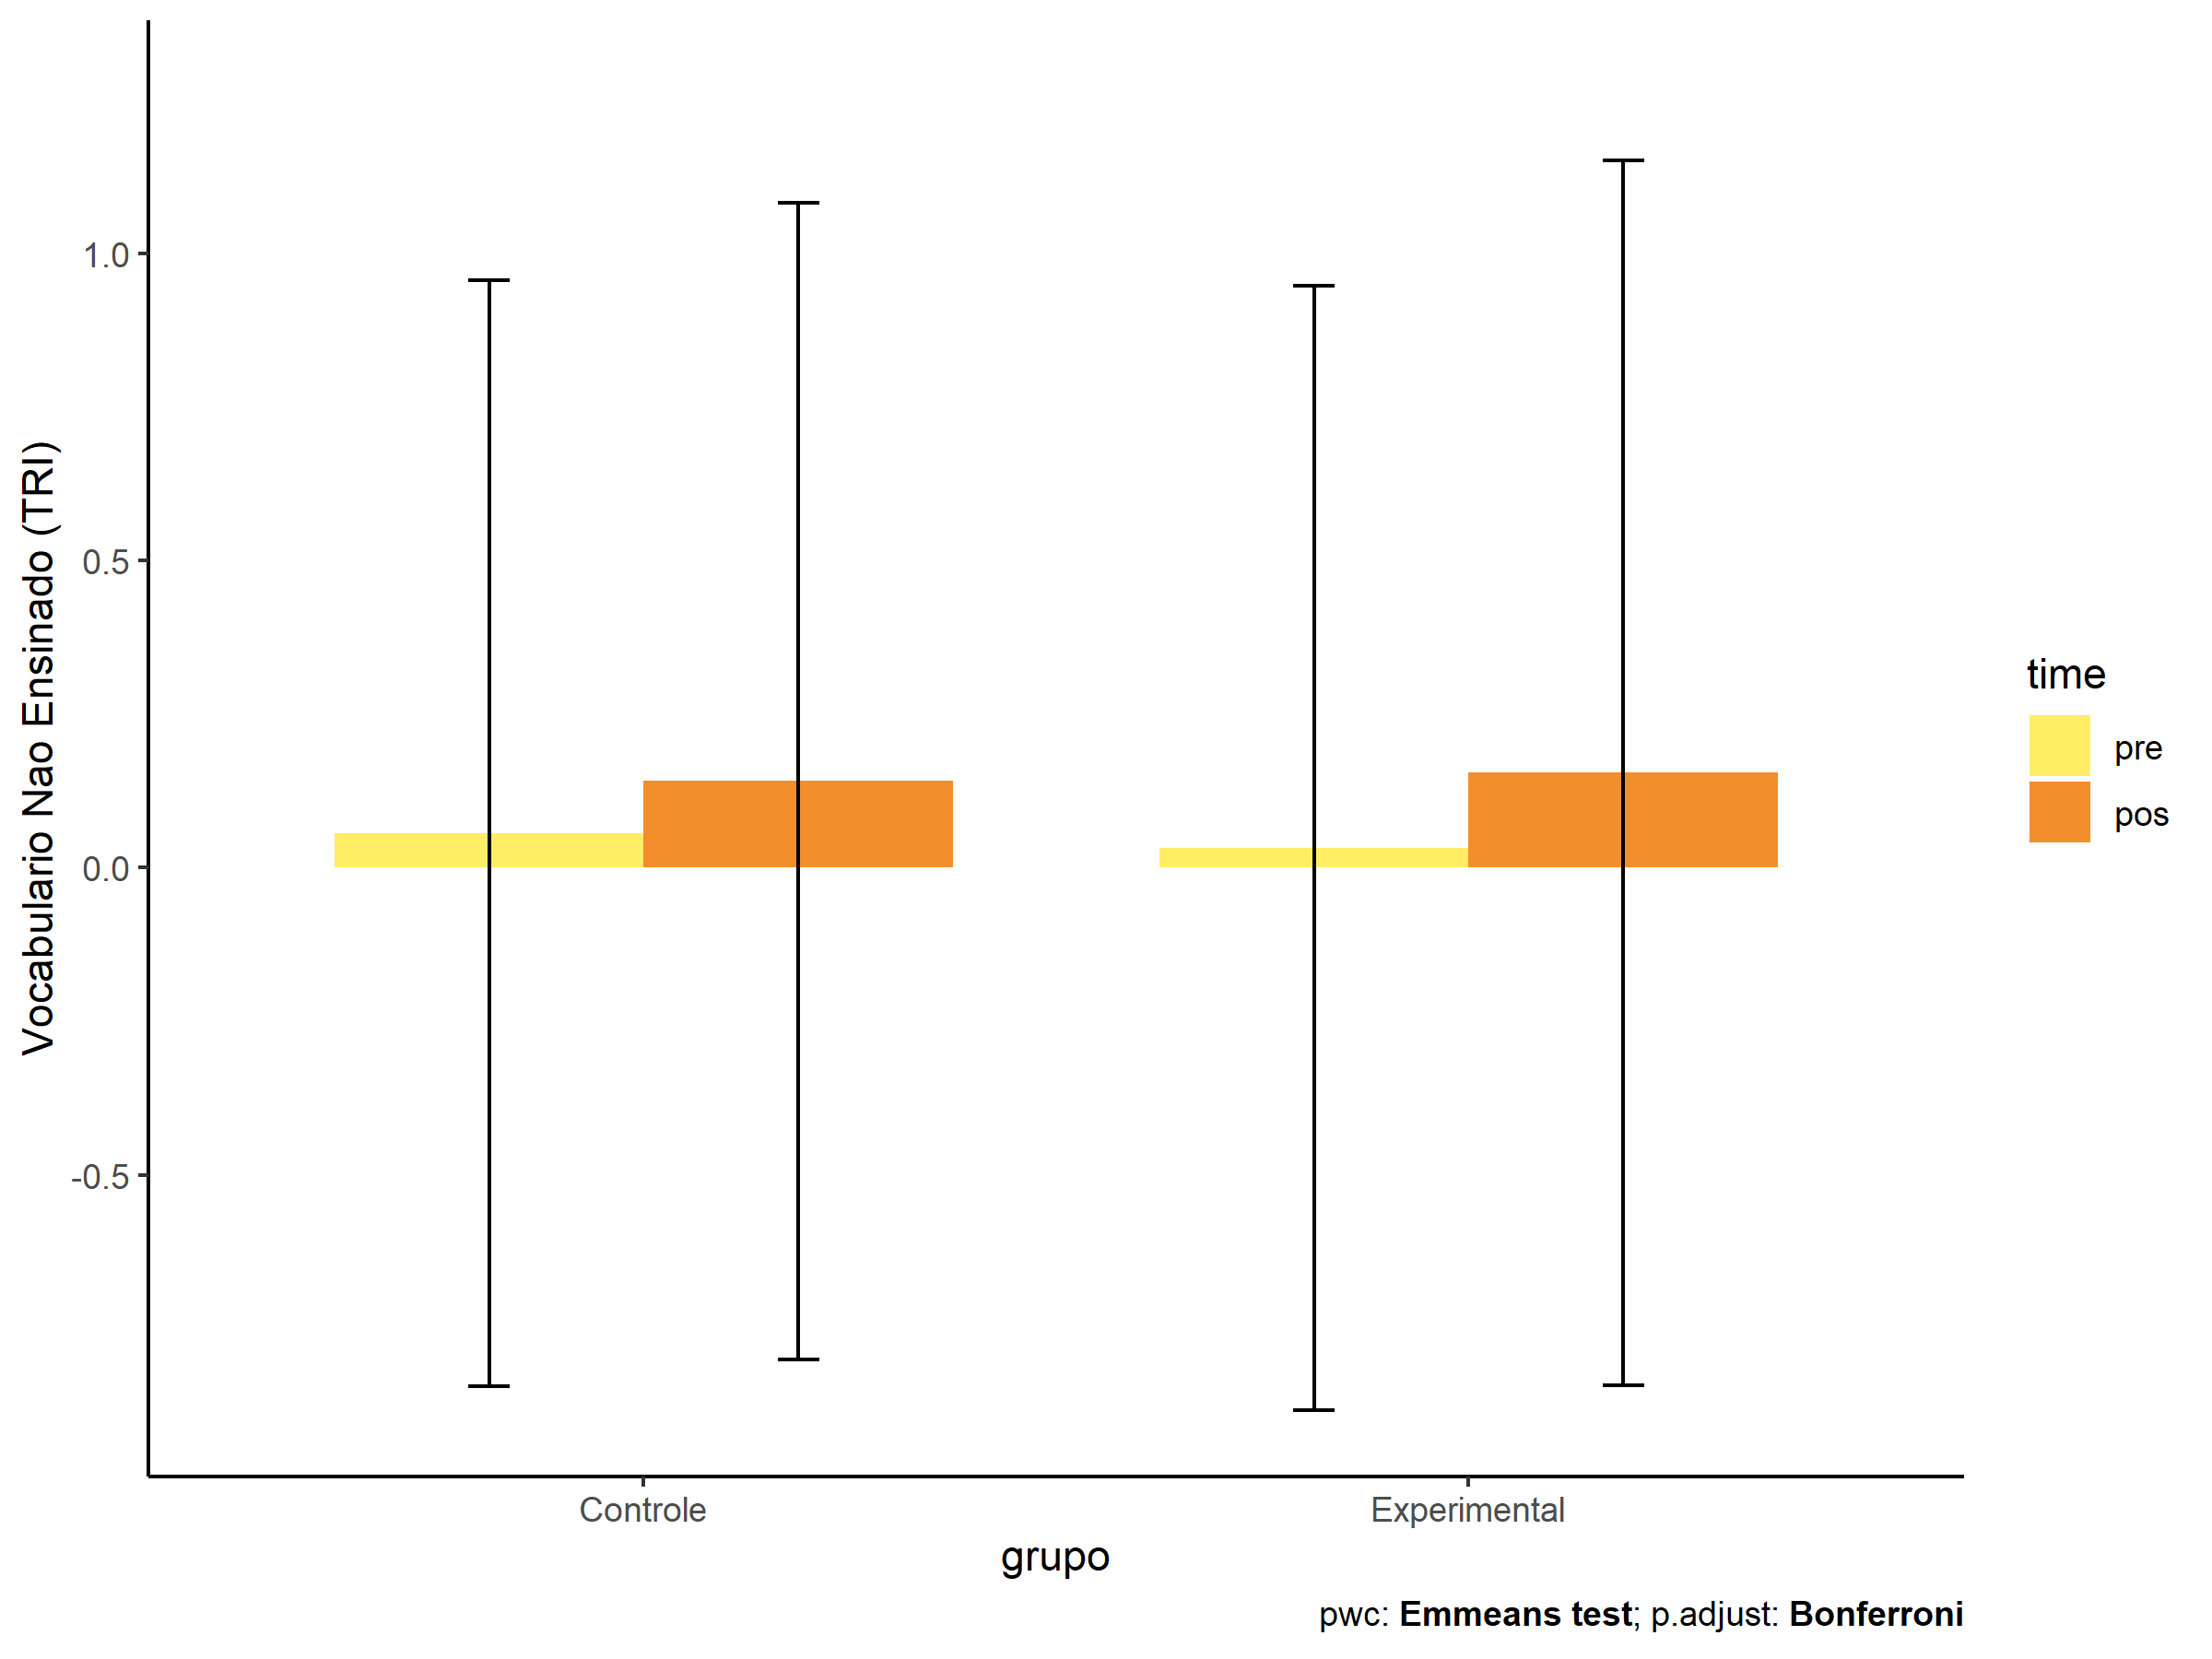 Vocabulario Nao Ensinado (TRI)
1.0
0.5
0.0
-0.5
Controle
Experimental
grupo
time
pre
pos
pwc: Emmeans test; p.adjust: Bonferroni